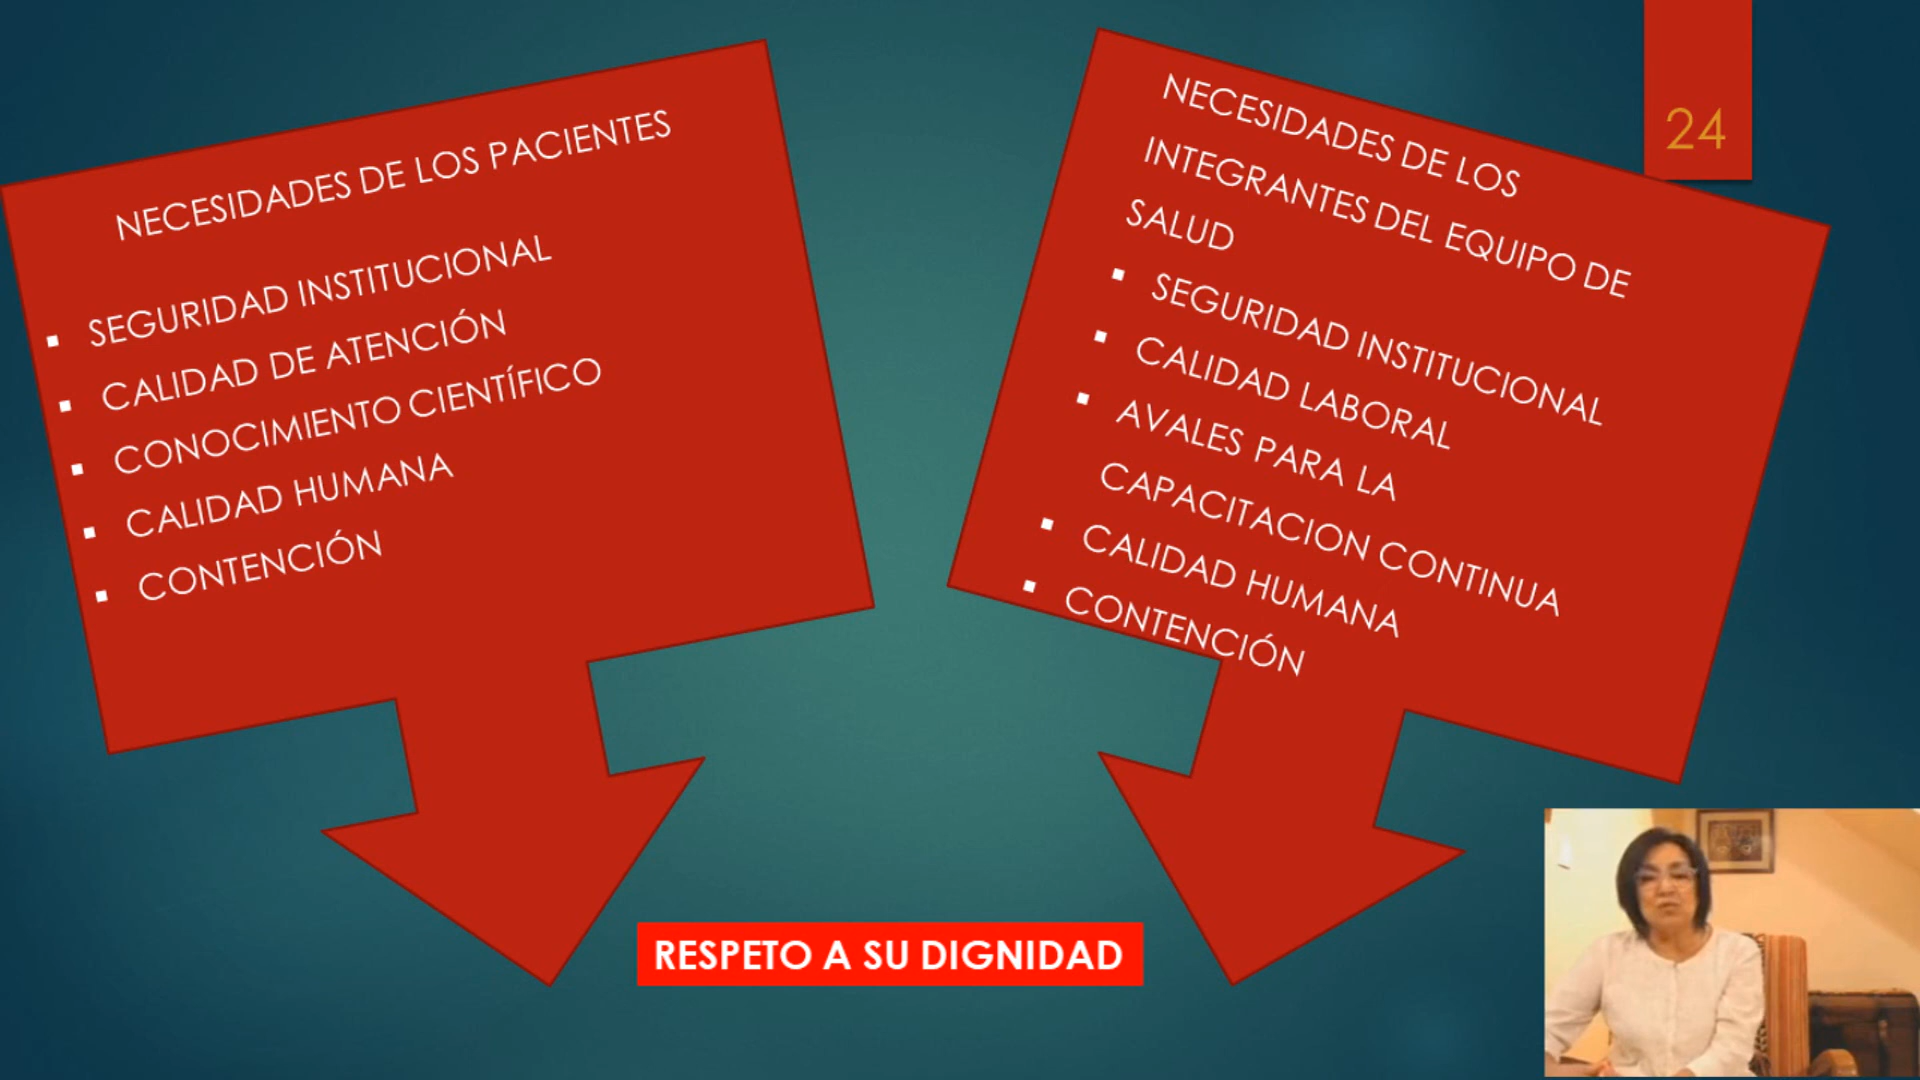 NECESIDADES DE LOS PACIENTES
▪ SEGURIDAD INSTITUCIONAL
▪ CALIDAD DE ATENCIÓN
▪ CONOCIMIENTO CIENTÍFICO
▪ CALIDAD HUMANA
▪ CONTENCIÓN
NECESIDADES DE LOS
INTEGRANTES DEL EQUIPO DE
SALUD
▪ SEGURIDAD INSTITUCIONAL
▪ CALIDAD LABORAL
▪ AVALES PARA LA
CAPACITACION CONTINUA
▪ CALIDAD HUMANA
▪ CONTENCIÓN
24
RESPETO A SU DIGNIDAD